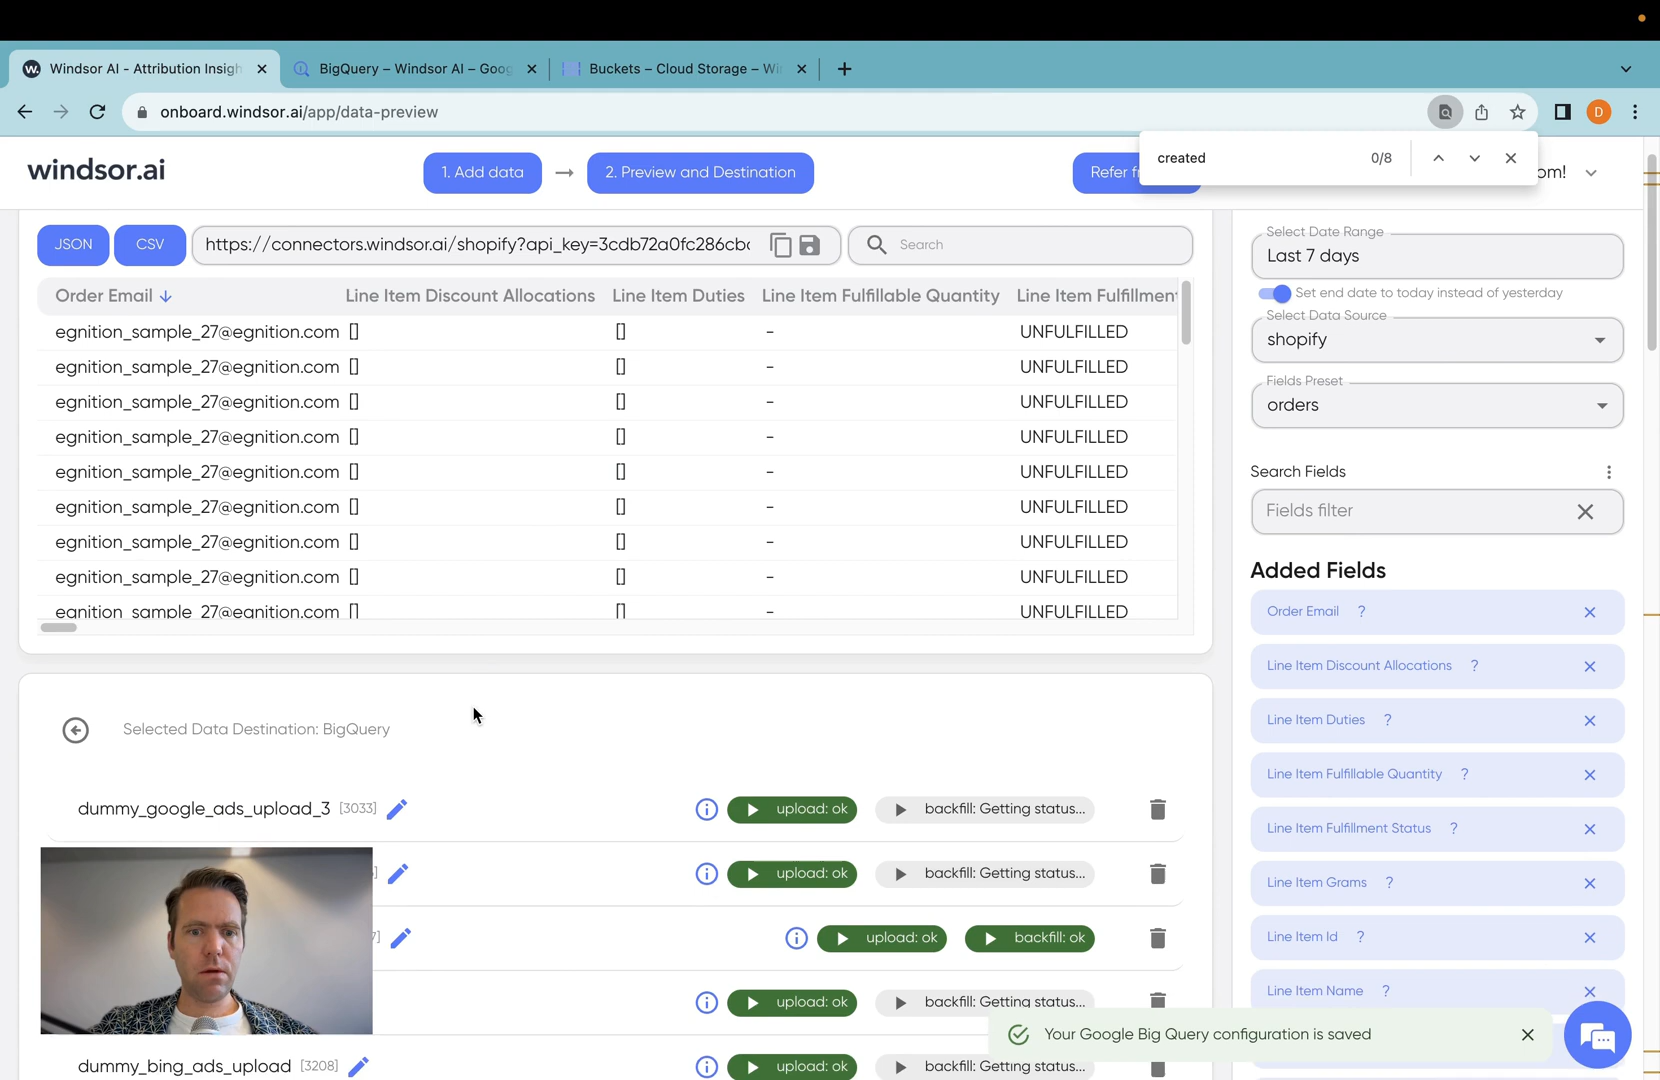 Windsor AI - Attribution Insigh
BigQuery – Windsor AI – Goog
Buckets – Cloud Storage – Wi
onboard.windsor.ai/app/data-preview
D
created
0/8
windsor.ai
1. Add data
2. Preview and Destination
Refer fr
om!
JSON
CSV
https://connectors.windsor.ai/shopify?api_key=3cdb72a0fc286cbc
Search
Order Email Line Item Discount Allocations Line Item Duties Line Item Fulfillable Quantity Line Item Fulfillment
egnition_sample_27@egnition.com [] [] - UNFULFILLED
egnition_sample_27@egnition.com [] [] - UNFULFILLED
egnition_sample_27@egnition.com [] [] - UNFULFILLED
egnition_sample_27@egnition.com [] [] - UNFULFILLED
egnition_sample_27@egnition.com [] [] - UNFULFILLED
egnition_sample_27@egnition.com [] [] - UNFULFILLED
egnition_sample_27@egnition.com [] [] - UNFULFILLED
egnition_sample_27@egnition.com [] [] - UNFULFILLED
egnition_sample_27@egnition.com [] [] - UNFULFILLED
Select Date Range
Last 7 days
Set end date to today instead of yesterday
Select Data Source
shopify
Fields Preset
orders
Search Fields
Fields filter
Added Fields
Order Email ?
Line Item Discount Allocations ?
Line Item Duties ?
Line Item Fulfillable Quantity ?
Line Item Fulfillment Status ?
Line Item Grams ?
Line Item Id ?
Line Item Name ?
Selected Data Destination: BigQuery
dummy_google_ads_upload_3 [3033] upload: ok backfill: Getting status...
] upload: ok backfill: Getting status...
7] upload: ok backfill: ok
upload: ok backfill: Getting status...
dummy_bing_ads_upload [3208] upload: ok backfill: Getting status...
Your Google Big Query configuration is saved